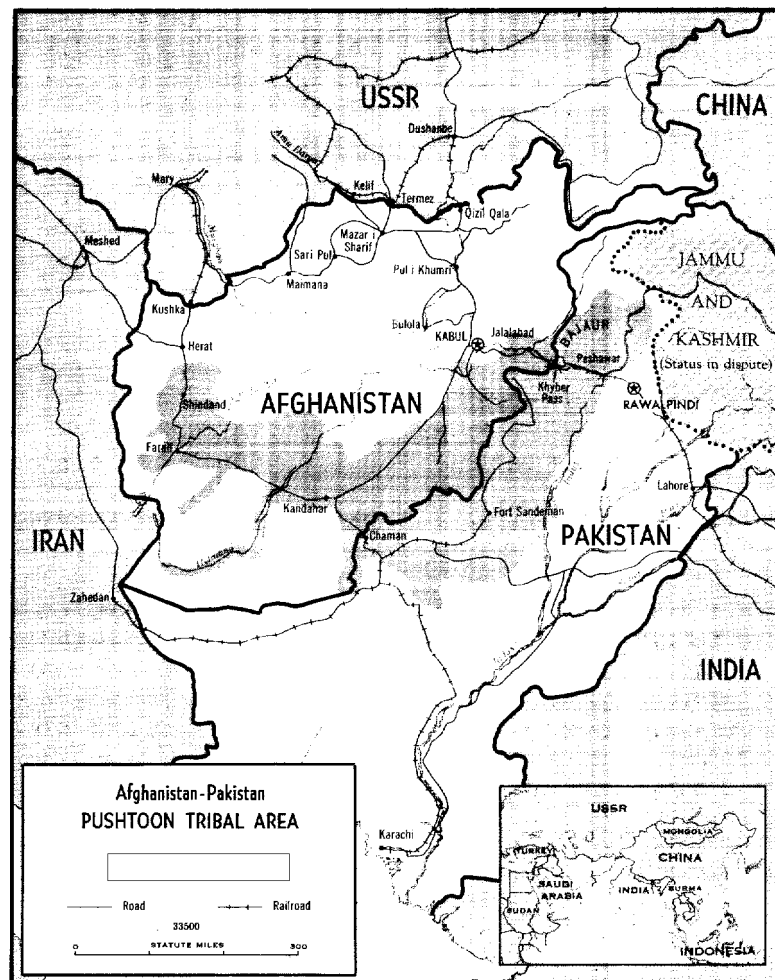 USSR
CHINA
Dushanbe
Amu Darya
Mary
Kelif
Termez
Qizil Qala
Meshed
Mazar i
Sharif
Sari Pul
Pul i Khumri
Maimana
JAMMU
AND
KASHMIR
(Status in dispute)
Kushka
Bulola
KABUL
Jalalabad
BAJAUR
Peshawar
Herat
Khyber
Pass
RAWALPINDI
Shindand
AFGHANISTAN
Farah
Lahore
Kandahar
Fort Sandeman
IRAN
Helmand
Chaman
PAKISTAN
Zahedan
INDIA
Karachi
Afghanistan-Pakistan
PUSHTOON TRIBAL AREA
Road
Railroad
33500
0 STATUTE MILES 300
USSR
MONGOLIA
TURKEY
CHINA
SAUDI
ARABIA
INDIA
BURMA
SUDAN
INDONESIA